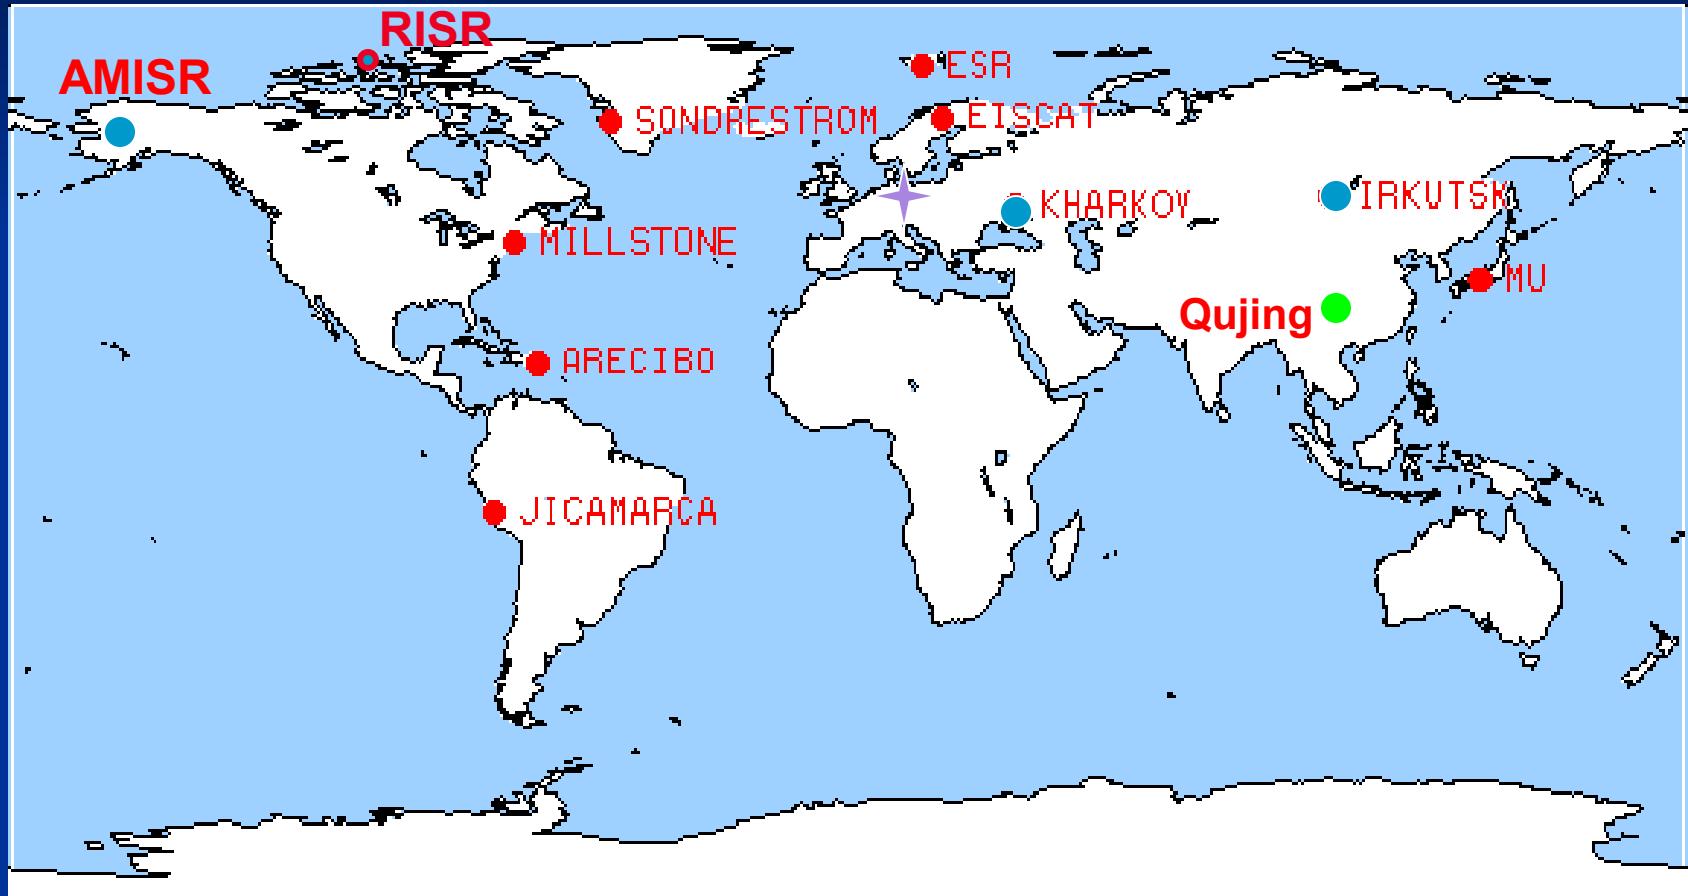 RISR
AMISR
ESR
SONDRESTROM
EISCAT
KHARKOV
IRKUTSK
MILLSTONE
MU
Qujing
ARECIBO
JICAMARCA